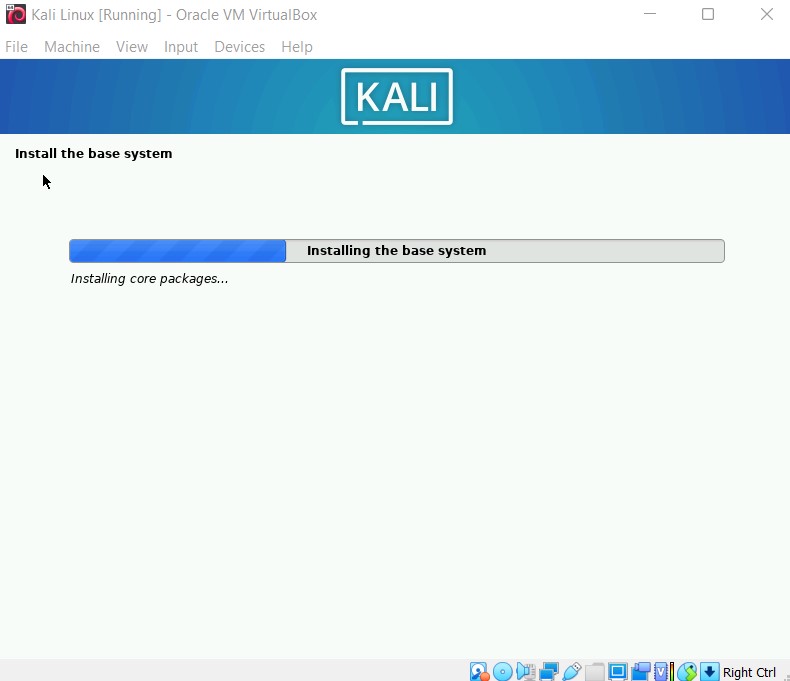 Kali Linux [Running] - Oracle VM VirtualBox
File Machine View Input Devices Help
KALI
Install the base system
Installing the base system
Installing core packages...
Right Ctrl